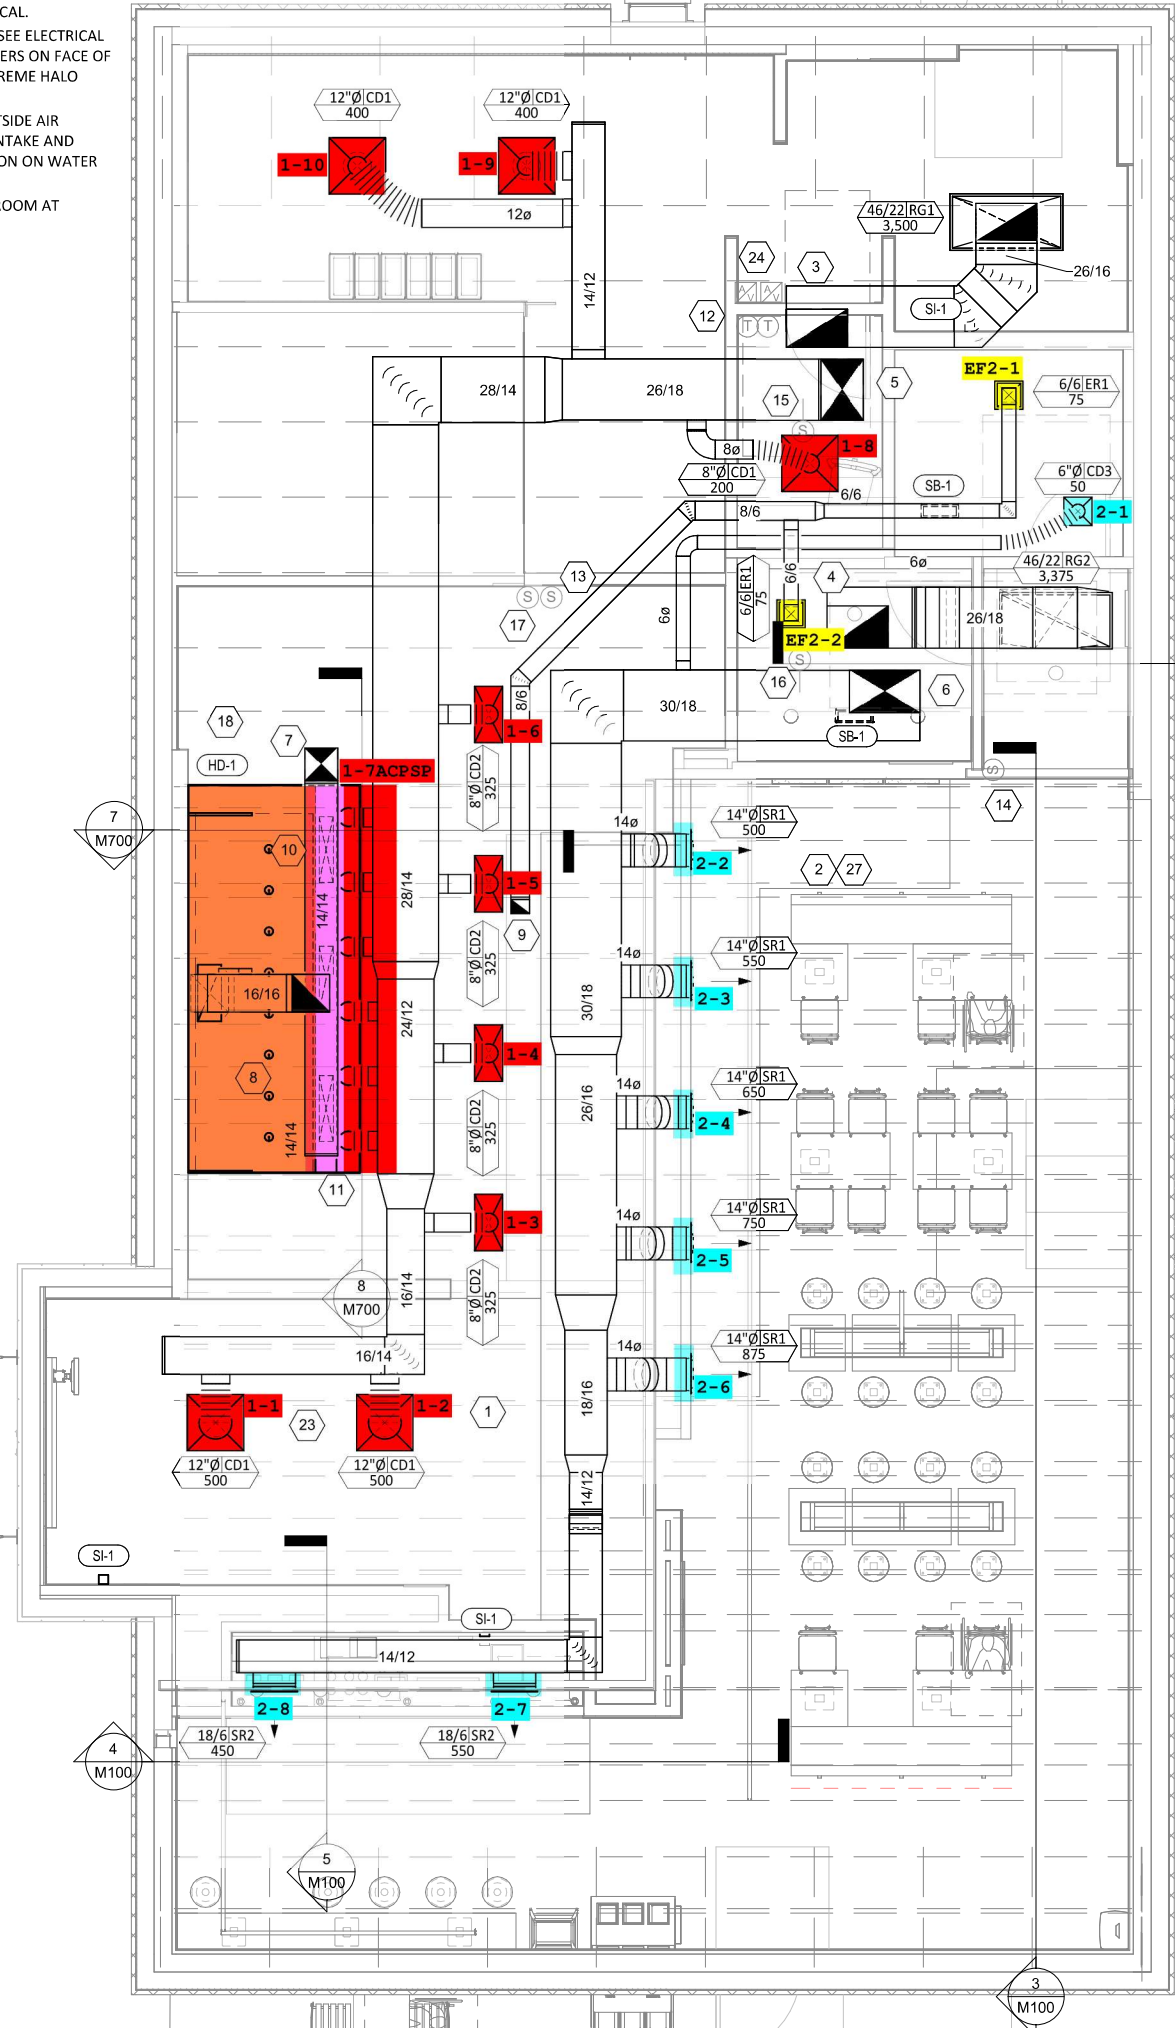 CAL.
SEE ELECTRICAL
ERS ON FACE OF
REME HALO
SIDE AIR
NTAKE AND
ON ON WATER
ROOM AT
12"Ø CD1
400
12"Ø CD1
400
1-10
1-9
12ø
14/12
46/22 RG1
3,500
26/16
24
3
SI-1
12
A/V A/V
T T
28/14
26/18
5
15
EF2-1
6/6 ER1
75
S
8ø
1-8
8"Ø CD1
200
6/6
SB-1
6"Ø CD3
50
2-1
8/6
6ø
46/22 RG2
3,375
13
6/6 ER1
75
6/6
4
S S
17
6ø
26/18
EF2-2
S
16
6
30/18
SB-1
8/6
18
7
HD-1
1-6
8"Ø CD2
325
1-7ACPSP
S
14
7
M700
10
14/14
28/14
14ø
14"Ø SR1
500
2-2
2
27
1-5
9
8"Ø CD2
325
14ø
14"Ø SR1
550
2-3
16/16
24/12
30/18
1-4
8
14/14
26/16
14ø
14"Ø SR1
650
2-4
8"Ø CD2
325
11
1-3
14ø
14"Ø SR1
750
2-5
8
M700
16/14
8"Ø CD2
325
16/14
14ø
14"Ø SR1
875
2-6
18/16
1-1
1-2
23
1
12"Ø CD1
500
12"Ø CD1
500
14/12
SI-1
SI-1
14/12
2-8
2-7
18/6 SR2
450
18/6 SR2
550
4
M100
5
M100
3
M100